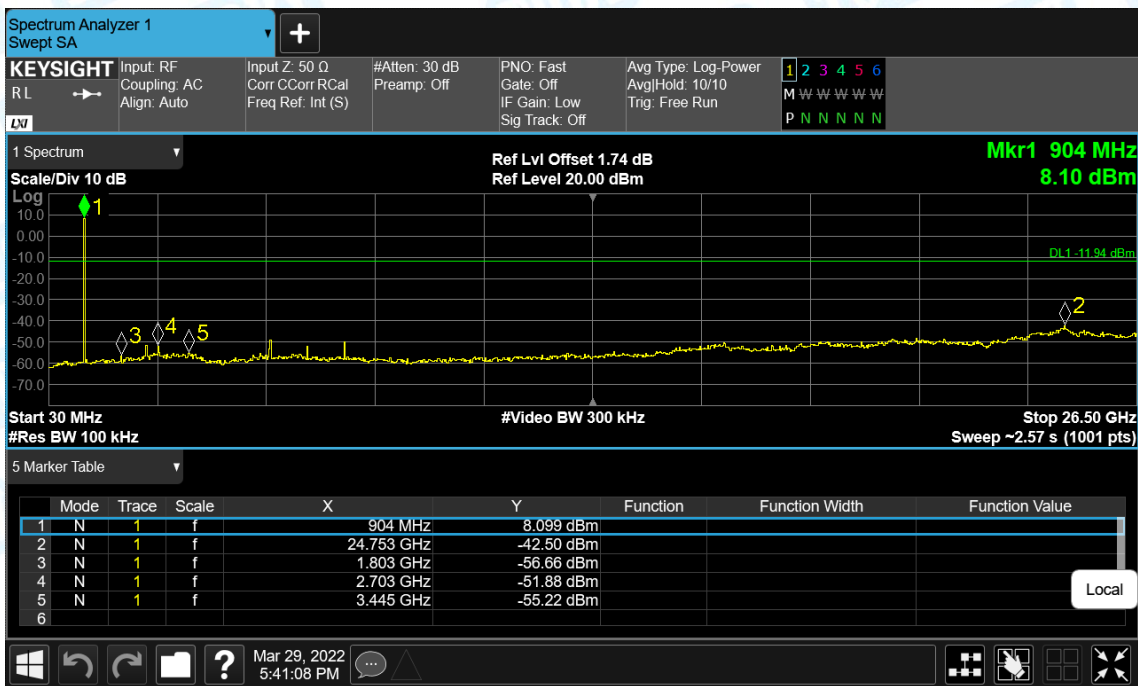 Spectrum Analyzer 1
Swept SA
+
KEYSIGHT
RL
LXI
Input: RF
Coupling: AC
Align: Auto
Input Z: 50 Ω
Corr CCorr RCal
Freq Ref: Int (S)
#Atten: 30 dB
Preamp: Off
PNO: Fast
Gate: Off
IF Gain: Low
Sig Track: Off
Avg Type: Log-Power
Avg|Hold: 10/10
Trig: Free Run
1 2 3 4 5 6
M W W W W W
P N N N N N
1 Spectrum
Scale/Div 10 dB
Ref Lvl Offset 1.74 dB
Ref Level 20.00 dBm
Mkr1 904 MHz
8.10 dBm
Log
10.0
0.00
-10.0
-20.0
-30.0
-40.0
-50.0
-60.0
-70.0
1
DL1 -11.94 dBm
2
3
4
5
Start 30 MHz
#Res BW 100 kHz
#Video BW 300 kHz
Stop 26.50 GHz
Sweep ~2.57 s (1001 pts)
5 Marker Table
Mode Trace Scale X Y Function Function Width Function Value
1 N 1 f 904 MHz 8.099 dBm
2 N 1 f 24.753 GHz -42.50 dBm
3 N 1 f 1.803 GHz -56.66 dBm
4 N 1 f 2.703 GHz -51.88 dBm
5 N 1 f 3.445 GHz -55.22 dBm
6
Local
?
Mar 29, 2022
5:41:08 PM